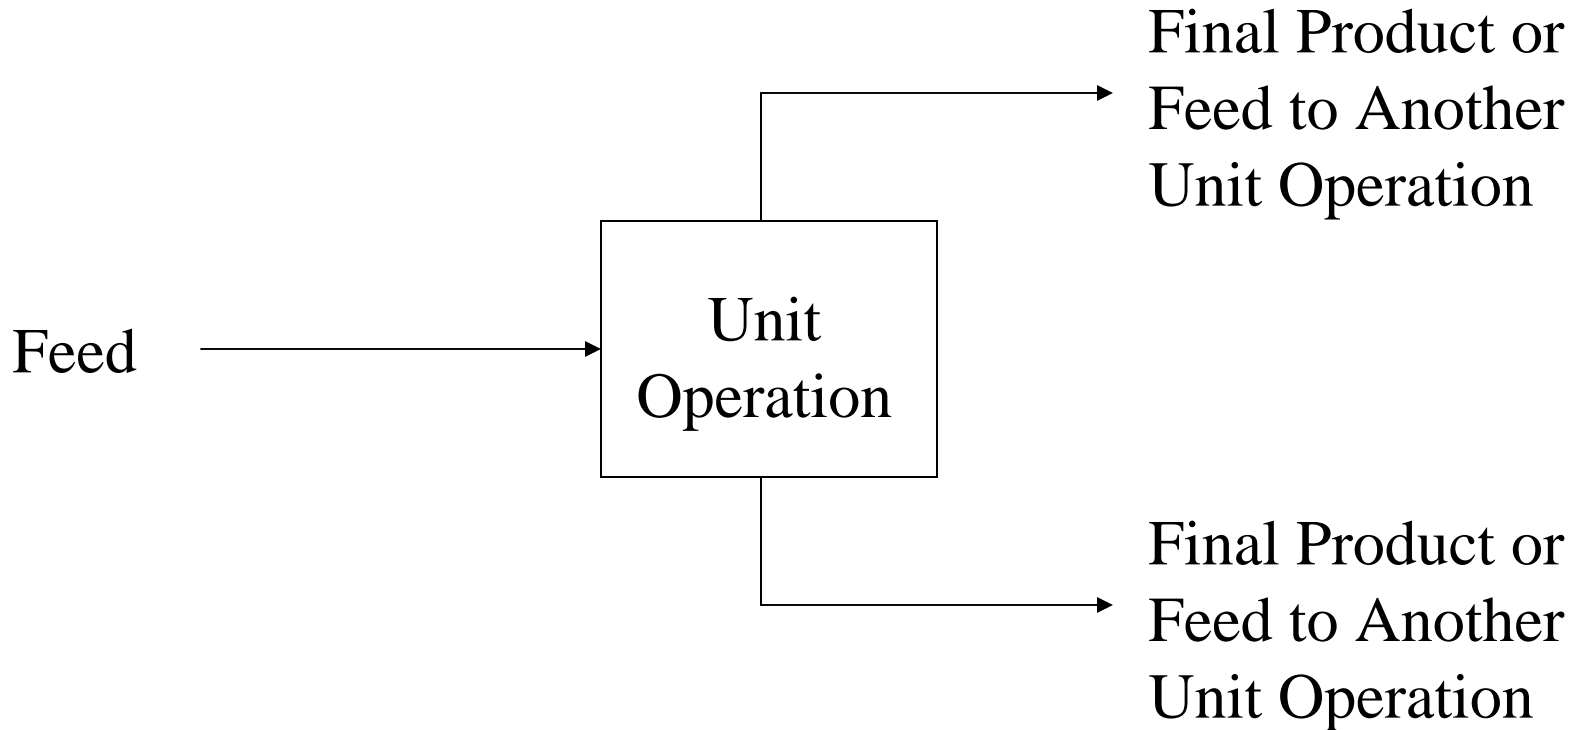 Final Product or
Feed to Another
Unit Operation
Unit
Operation
Feed
Final Product or
Feed to Another
Unit Operation